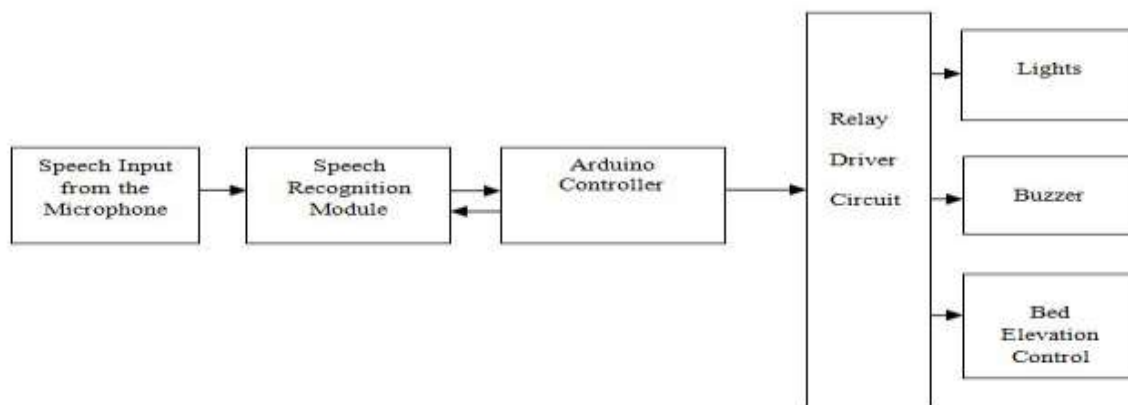 Speech Input
from the
Microphone
Speech
Recognition
Module
Arduino
Controller
Relay
Driver
Circuit
Lights
Buzzer
Bed
Elevation
Control